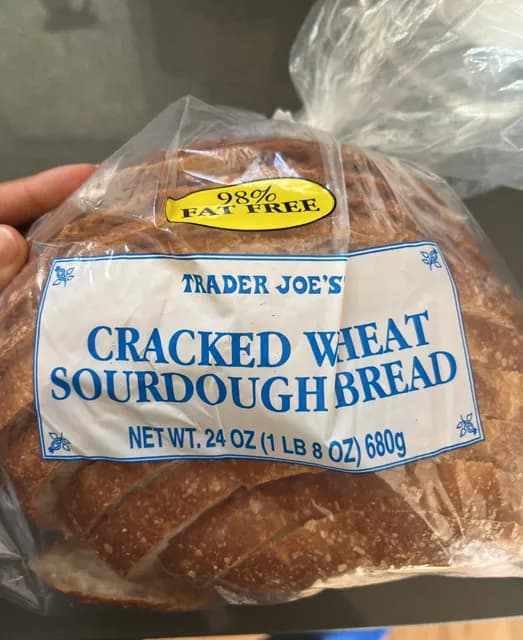 98%
FAT FREE
TRADER JOE'S
CRACKED WHEAT
SOURDOUGH BREAD
NET WT. 24 OZ (1 LB 8 OZ) 680g